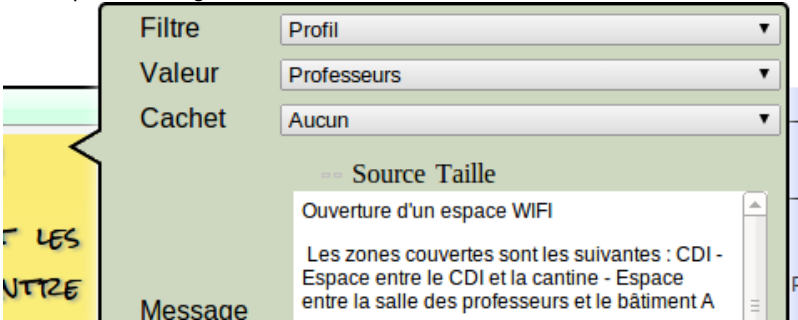 Filtre Profil
Valeur Professeurs
Cachet Aucun
Source Taille
Ouverture d'un espace WIFI
Les zones couvertes sont les suivantes : CDI -
Espace entre le CDI et la cantine - Espace
entre la salle des professeurs et le bâtiment A
Message
LES